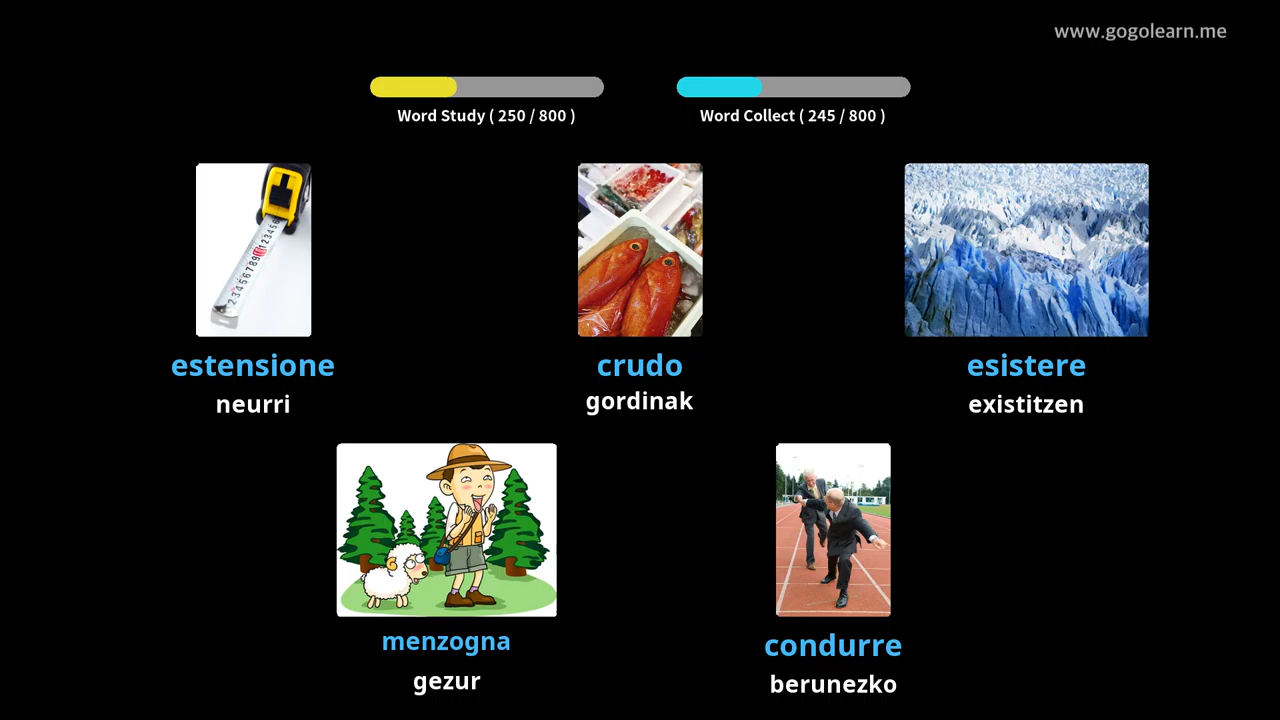 www.gogolearn.me
Word Study ( 250 / 800 )
Word Collect ( 245 / 800 )
estensione
neurri
crudo
gordinak
esistere
existitzen
menzogna
gezur
condurre
berunezko